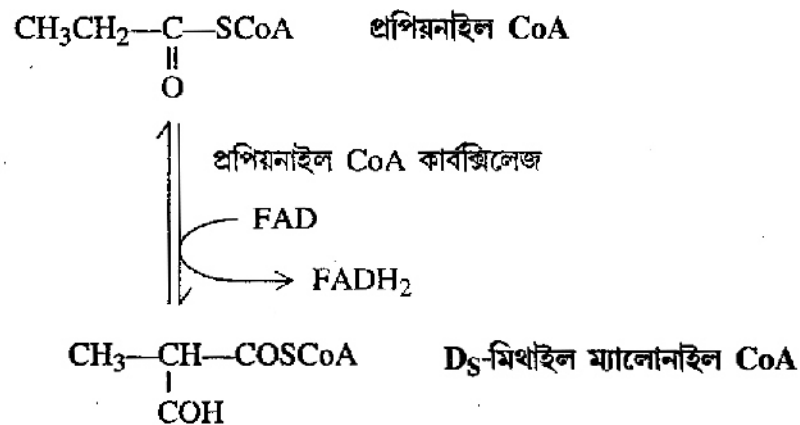 CH₃CH₂—C—SCoA প্রপিয়নাইল CoA
||
O
প্রপিয়নাইল CoA কার্বক্সিলেজ
FAD
FADH₂
CH₃—CH—COSCoA Dₛ-মিথাইল ম্যালোনাইল CoA
|
COH